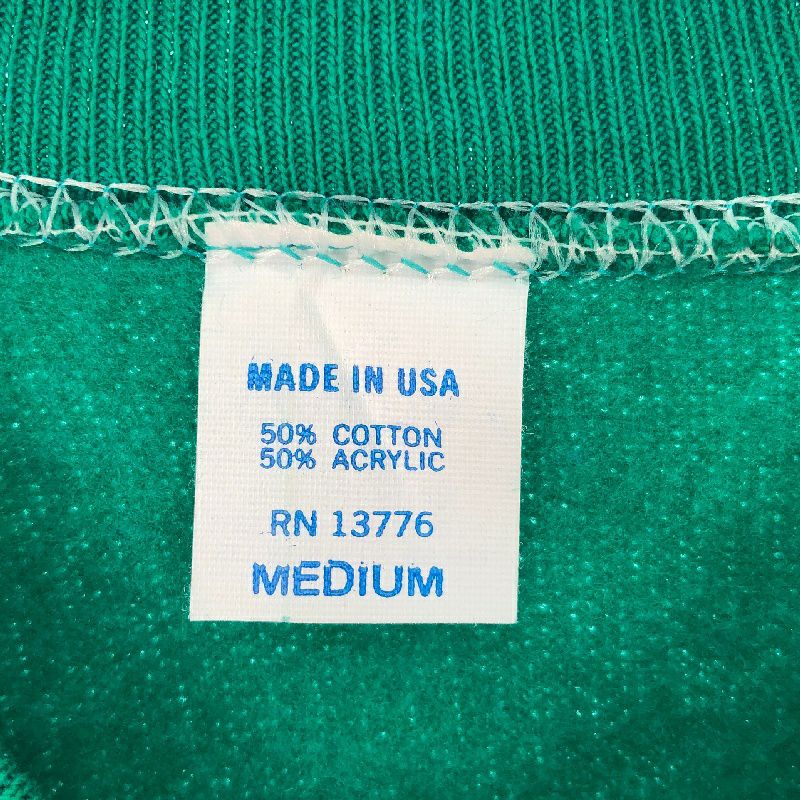 MADE IN USA
50% COTTON
50% ACRYLIC
RN 13776
MEDIUM